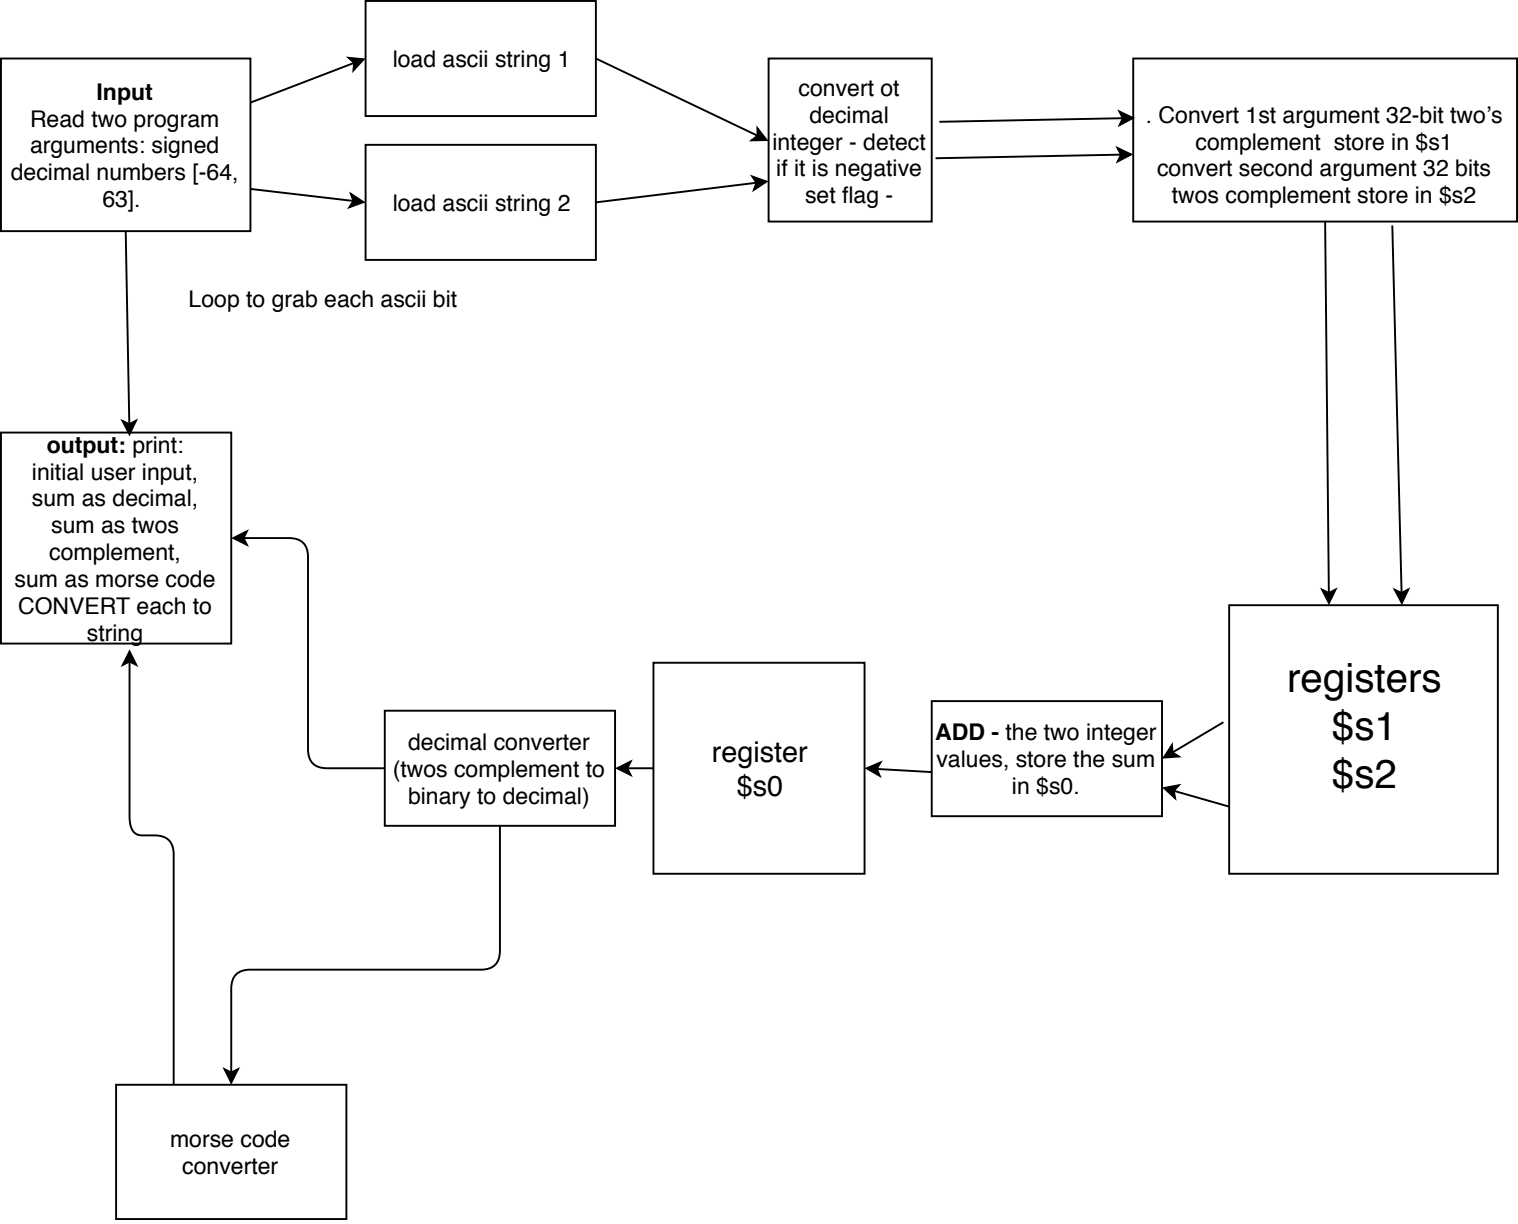 Input
Read two program
arguments: signed
decimal numbers [-64,
63].
load ascii string 1
load ascii string 2
convert ot
decimal
integer - detect
if it is negative
set flag -
. Convert 1st argument 32-bit two’s
complement  store in $s1
convert second argument 32 bits
twos complement store in $s2
Loop to grab each ascii bit
output: print:
initial user input,
sum as decimal,
sum as twos
complement,
sum as morse code
CONVERT each to
string
registers
$s1
$s2
ADD - the two integer
values, store the sum
in $s0.
register
$s0
decimal converter
(twos complement to
binary to decimal)
morse code
converter